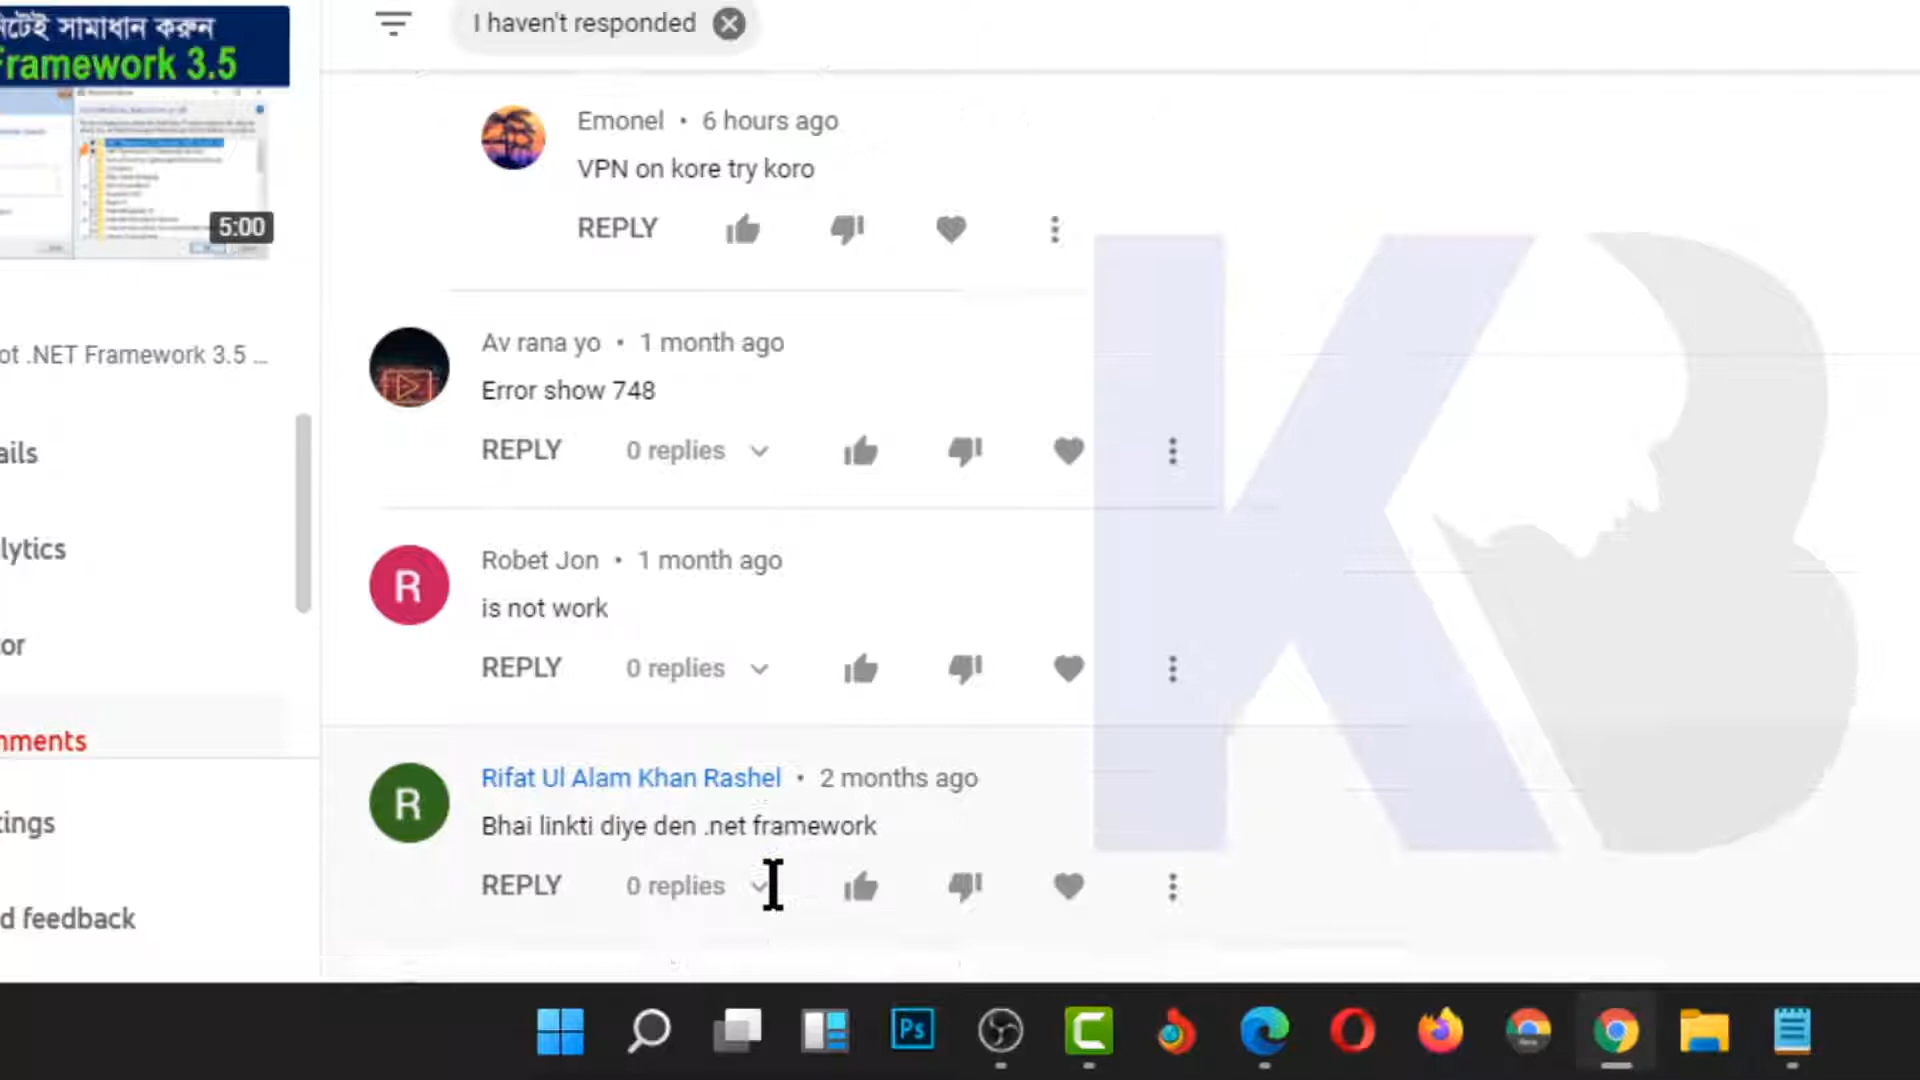 সামাধান করুন
Framework 3.5
5:00
.NET Framework 3.5 ...
I haven't responded
Emonel • 6 hours ago
VPN on kore try koro
REPLY
Av rana yo • 1 month ago
Error show 748
REPLY 0 replies
R
Robet Jon • 1 month ago
is not work
REPLY 0 replies
R
Rifat Ul Alam Khan Rashel • 2 months ago
Bhai linkti diye den .net framework
REPLY 0 replies
ails
lytics
or
nments
tings
d feedback
KB
Ps